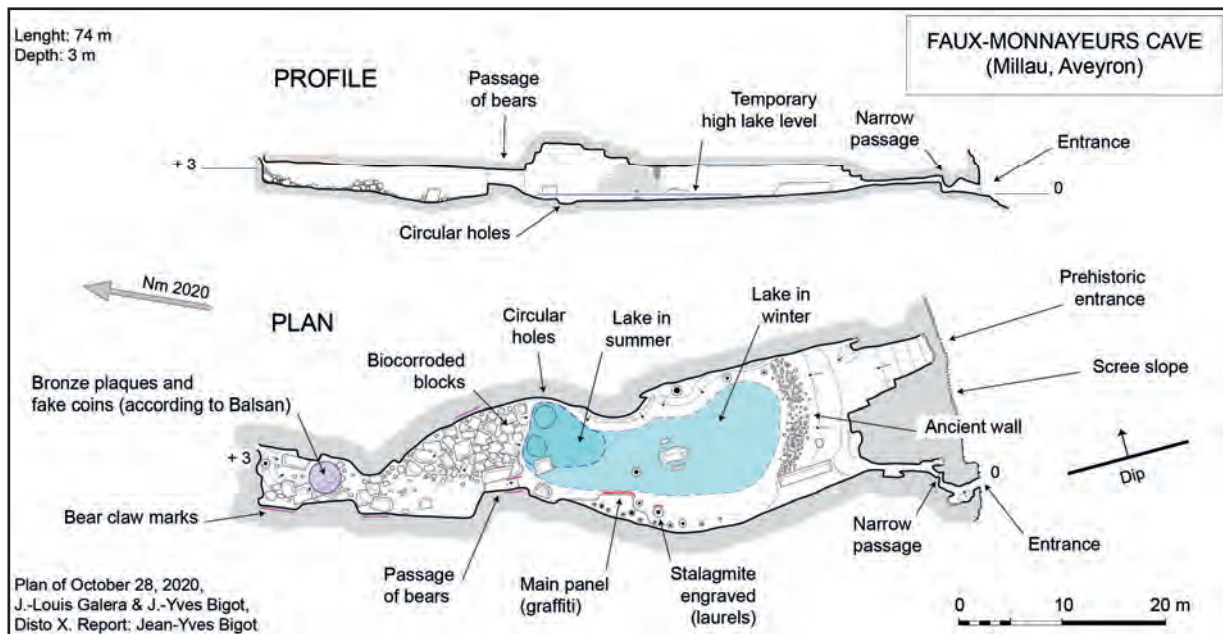 Lenght: 74 m
Depth: 3 m
FAUX-MONNAYEURS CAVE
(Millau, Aveyron)
PROFILE
Passage
of bears
Temporary
high lake level
Narrow
passage
Entrance
+ 3
0
Circular holes
Nm 2020
PLAN
Circular
holes
Lake in
summer
Lake in
winter
Prehistoric
entrance
Biocorroded
blocks
Scree slope
Bronze plaques and
fake coins (according to Balsan)
Ancient wall
+ 3
0
Dip
Bear claw marks
Narrow
passage
Entrance
Passage
of bears
Main panel
(graffiti)
Stalagmite
engraved
(laurels)
Plan of October 28, 2020,
J.-Louis Galera & J.-Yves Bigot,
Disto X. Report: Jean-Yves Bigot
0 10 20 m